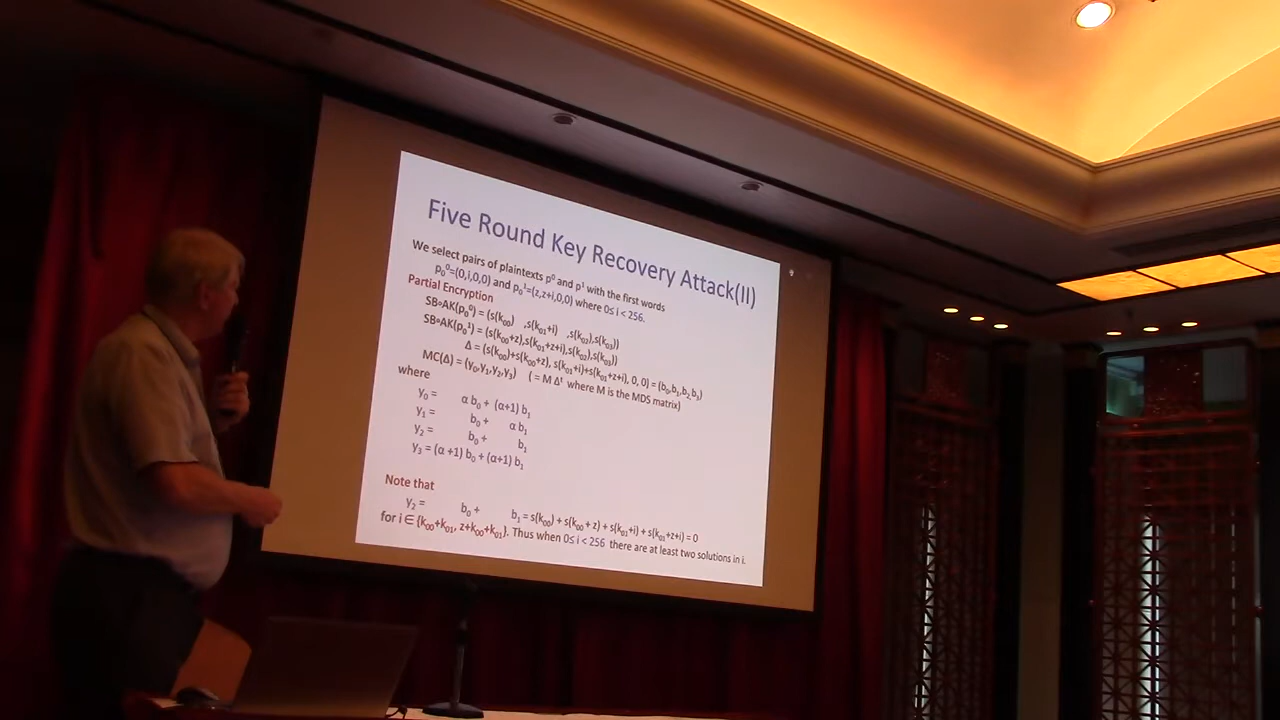 Five Round Key Recovery Attack(II)
We select pairs of plaintexts p⁰ and p¹ with the first words
p₀⁰=(0,i,0,0) and p₀¹=(z,z+i,0,0) where 0≤ i < 256.
Partial Encryption
SB∘AK(p₀⁰) = (s(k₀₀) ,s(k₀₁+i) ,s(k₀₂),s(k₀₃))
SB∘AK(p₀¹) = (s(k₀₀+z),s(k₀₁+z+i),s(k₀₂),s(k₀₃))
Δ = (s(k₀₀)+s(k₀₀+z), s(k₀₁+i)+s(k₀₁+z+i), 0, 0) = (b₀,b₁,b₂,b₃)
MC(Δ) = (y₀,y₁,y₂,y₃) ( = M Δᵗ where M is the MDS matrix)
where
y₀ = α b₀ + (α+1) b₁
y₁ = b₀ + α b₁
y₂ = b₀ + b₁
y₃ = (α +1) b₀ + (α+1) b₁
Note that
y₂ = b₀ + b₁ = s(k₀₀) + s(k₀₀ + z) + s(k₀₁+i) + s(k₀₁+z+i) = 0
for i ∈ {k₀₀+k₀₁, z+k₀₀+k₀₁}. Thus when 0≤ i < 256 there are at least two solutions in i.